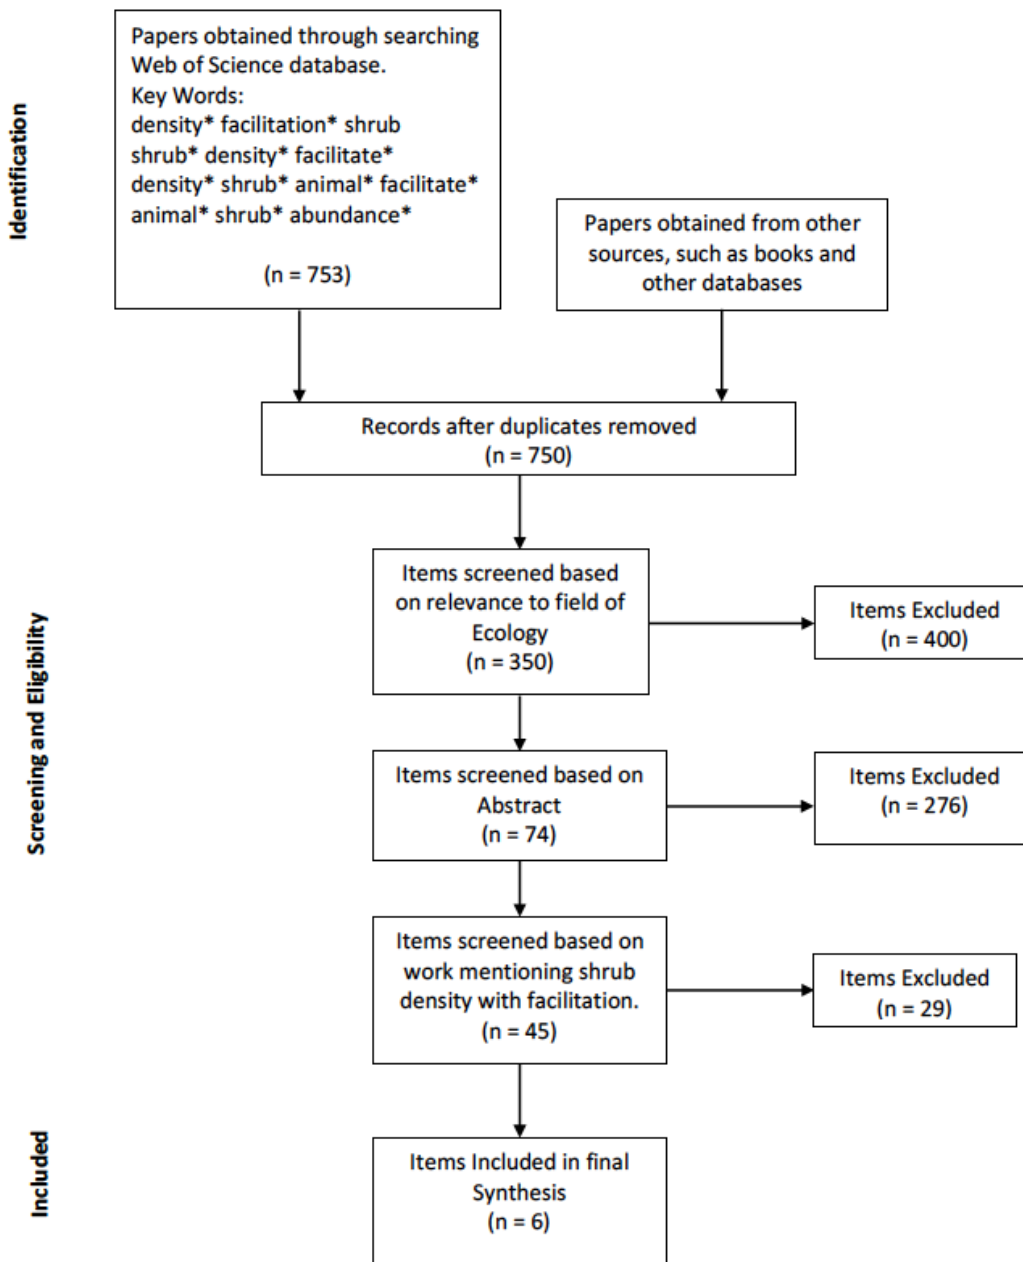 Identification
Papers obtained through searching
Web of Science database.
Key Words:
density* facilitation* shrub
shrub* density* facilitate*
density* shrub* animal* facilitate*
animal* shrub* abundance*
(n = 753)
Papers obtained from other
sources, such as books and
other databases
Records after duplicates removed
(n = 750)
Screening and Eligibility
Items screened based
on relevance to field of
Ecology
(n = 350)
Items Excluded
(n = 400)
Items screened based on
Abstract
(n = 74)
Items Excluded
(n = 276)
Items screened based on
work mentioning shrub
density with facilitation.
(n = 45)
Items Excluded
(n = 29)
Included
Items Included in final
Synthesis
(n = 6)